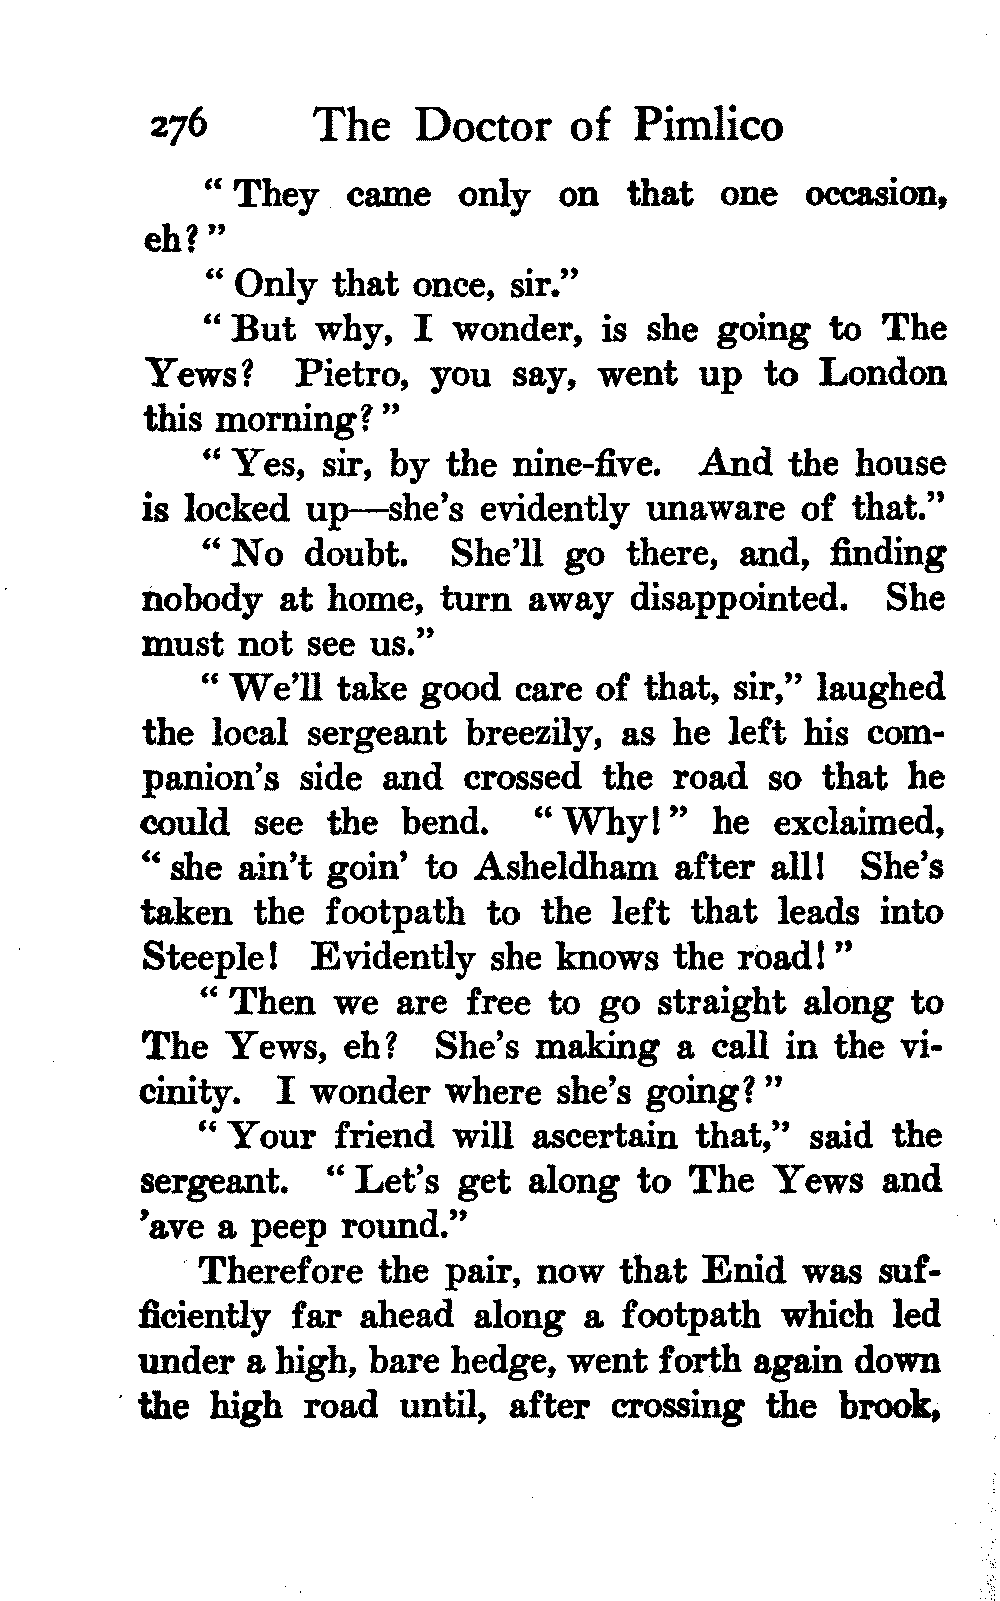 276 The Doctor of Pimlico
" They came only on that one occasion,
eh? "
" Only that once, sir."
" But why, I wonder, is she going to The
Yews? Pietro, you say, went up to London
this morning? "
" Yes, sir, by the nine-five. And the house
is locked up—she's evidently unaware of that."
" No doubt. She'll go there, and, finding
nobody at home, turn away disappointed. She
must not see us."
" We'll take good care of that, sir," laughed
the local sergeant breezily, as he left his com-
panion's side and crossed the road so that he
could see the bend. " Why! " he exclaimed,
" she ain't goin' to Asheldham after all! She's
taken the footpath to the left that leads into
Steeple! Evidently she knows the road! "
" Then we are free to go straight along to
The Yews, eh? She's making a call in the vi-
cinity. I wonder where she's going? "
" Your friend will ascertain that," said the
sergeant. " Let's get along to The Yews and
'ave a peep round."
Therefore the pair, now that Enid was suf-
ficiently far ahead along a footpath which led
under a high, bare hedge, went forth again down
the high road until, after crossing the brook,